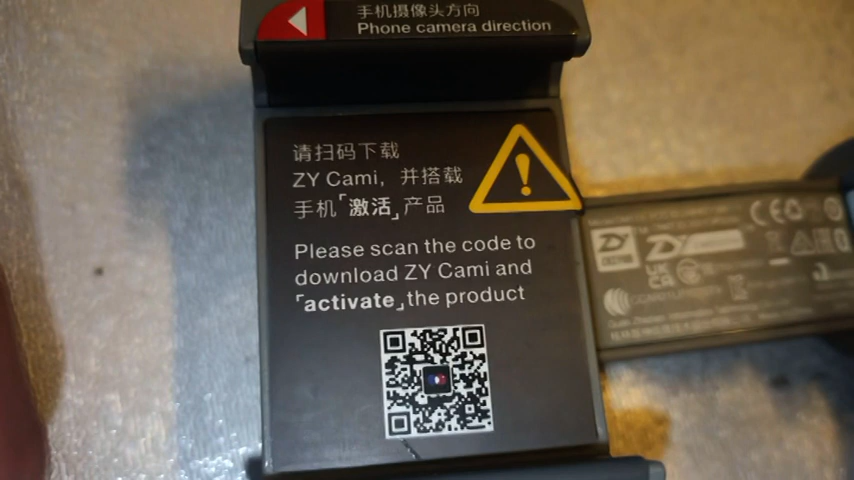 手机摄像头方向
Phone camera direction
请扫码下载
ZY Cami，并搭载
手机「激活」产品
Please scan the code to
download ZY Cami and
「activate」the product
UK
CA